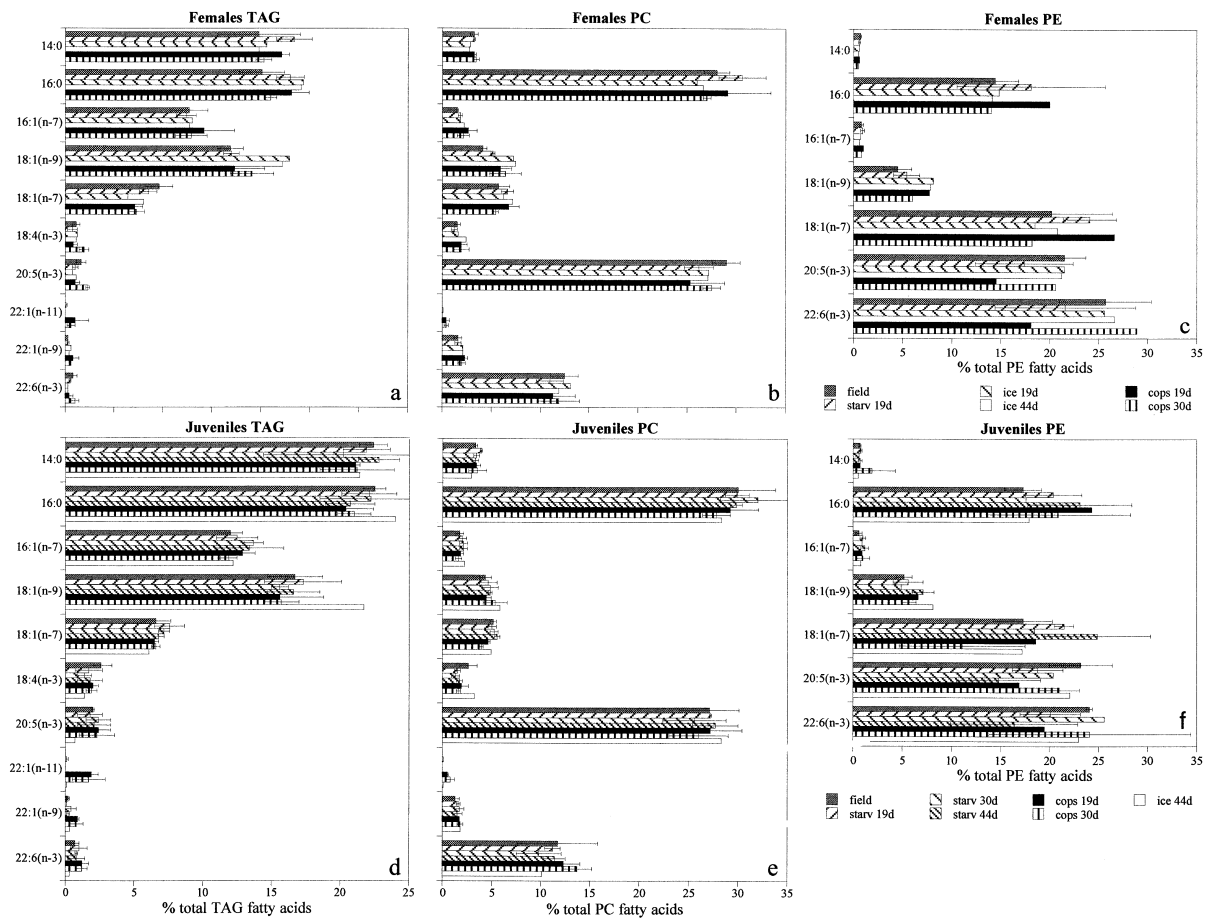 Females TAG
14:0
16:0
16:1(n-7)
18:1(n-9)
18:1(n-7)
18:4(n-3)
20:5(n-3)
22:1(n-11)
22:1(n-9)
22:6(n-3)
a
Females PC
b
Females PE
14:0
16:0
16:1(n-7)
18:1(n-9)
18:1(n-7)
20:5(n-3)
22:6(n-3)
c
0 5 10 15 20 25 30 35
% total PE fatty acids
field ice 19d cops 19d
starv 19d ice 44d cops 30d
Juveniles TAG
14:0
16:0
16:1(n-7)
18:1(n-9)
18:1(n-7)
18:4(n-3)
20:5(n-3)
22:1(n-11)
22:1(n-9)
22:6(n-3)
d
0 5 10 15 20 25
% total TAG fatty acids
Juveniles PC
e
0 5 10 15 20 25 30 35
% total PC fatty acids
Juveniles PE
14:0
16:0
16:1(n-7)
18:1(n-9)
18:1(n-7)
20:5(n-3)
22:6(n-3)
f
0 5 10 15 20 25 30 35
% total PE fatty acids
field starv 30d cops 19d ice 44d
starv 19d starv 44d cops 30d